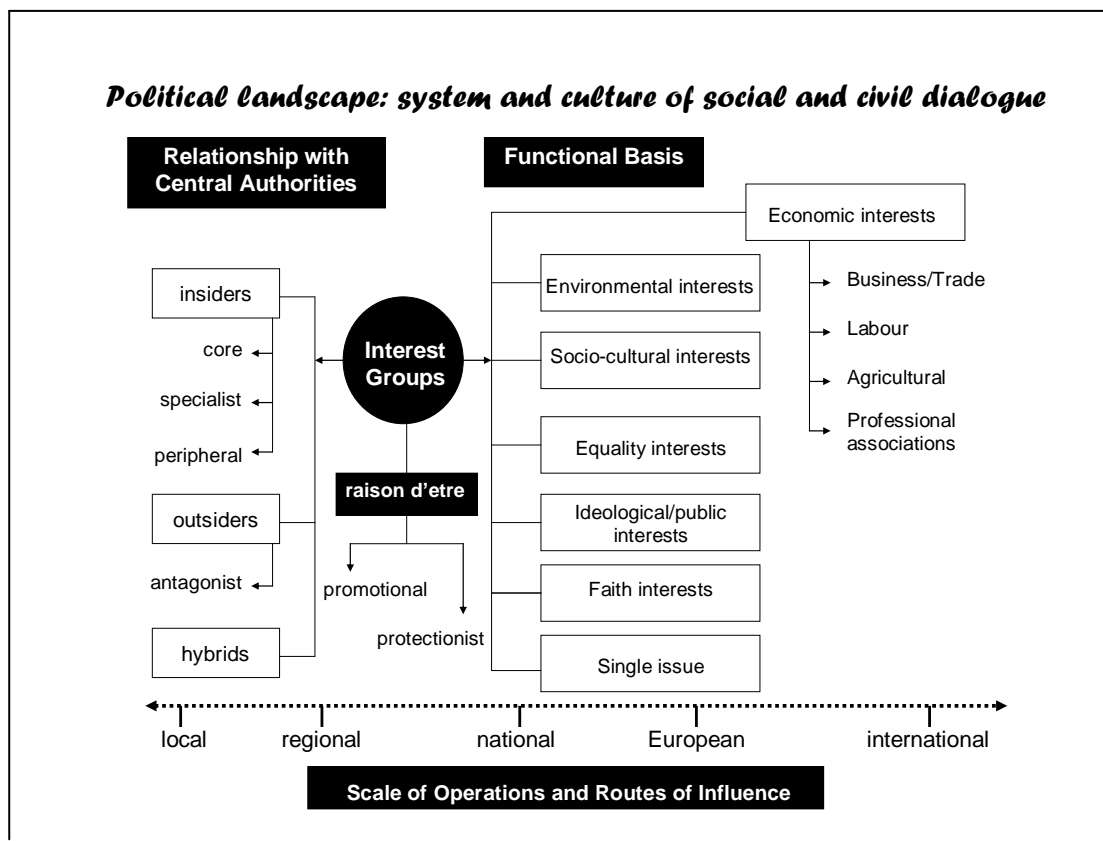 Political landscape: system and culture of social and civil dialogue
Relationship with
Central Authorities
Functional Basis
Economic interests
insiders
core
specialist
peripheral
outsiders
antagonist
hybrids
Interest
Groups
raison d'etre
promotional
protectionist
Environmental interests
Socio-cultural interests
Equality interests
Ideological/public
interests
Faith interests
Single issue
Business/Trade
Labour
Agricultural
Professional
associations
local
regional
national
European
international
Scale of Operations and Routes of Influence